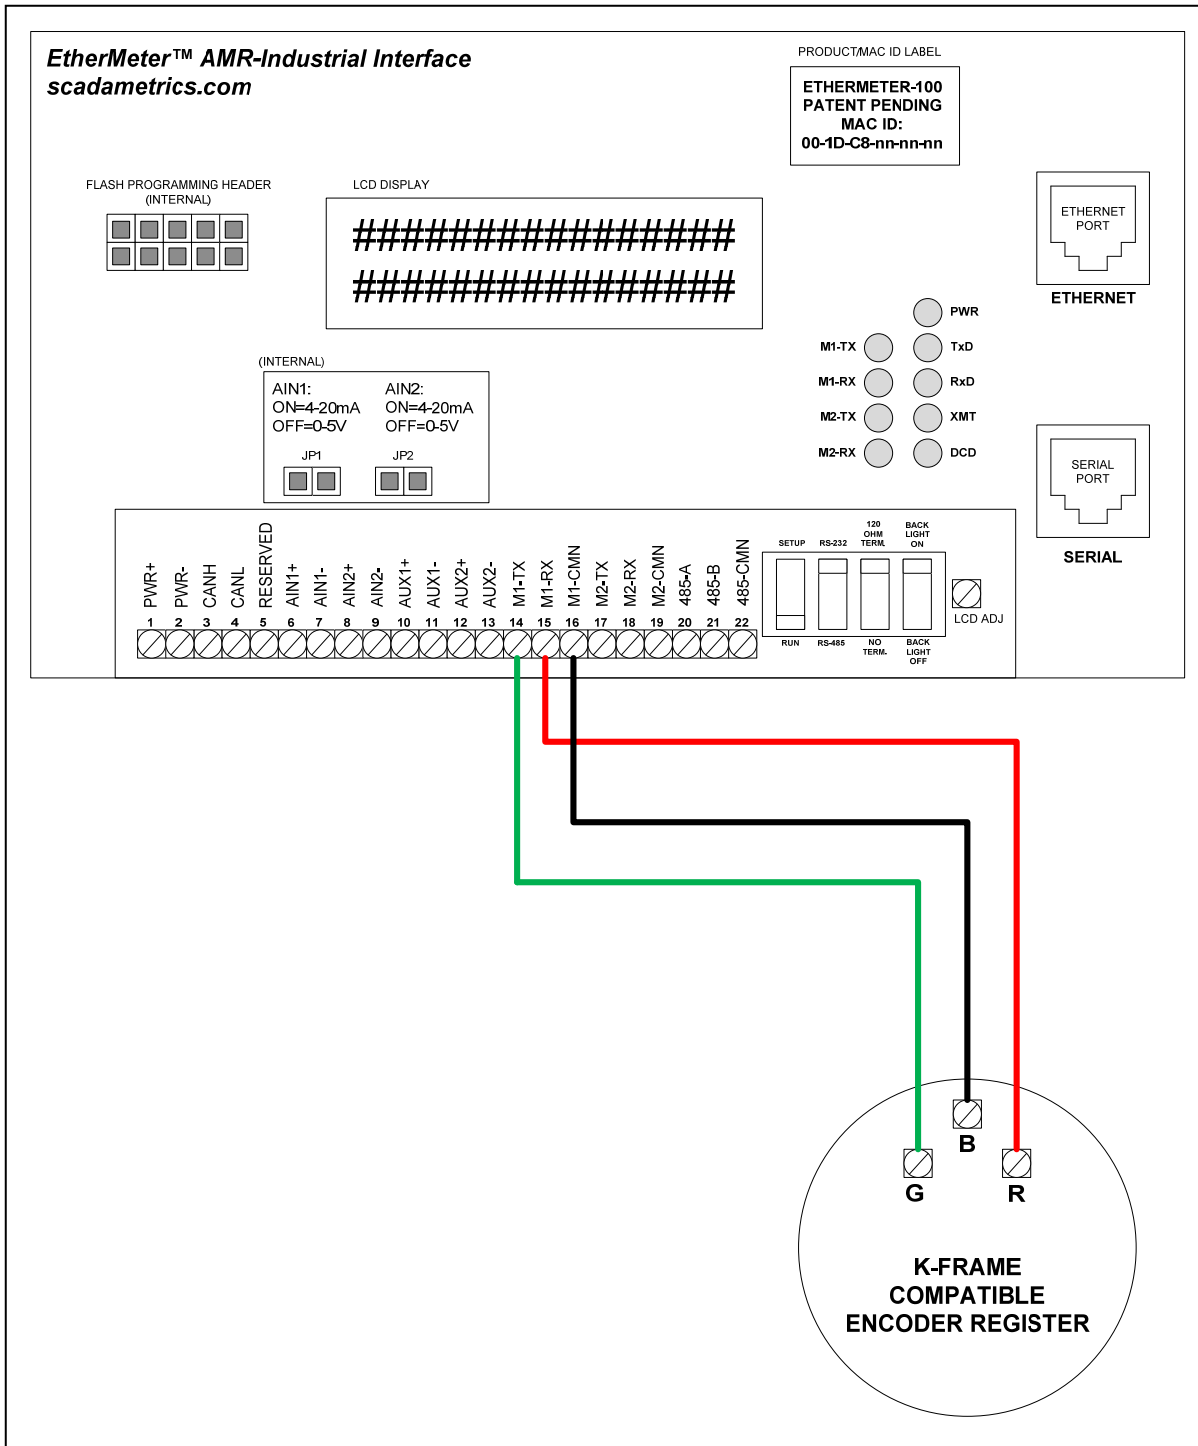 EtherMeter™ AMR-Industrial Interface
scadametrics.com
PRODUCT/MAC ID LABEL
ETHERMETER-100
PATENT PENDING
MAC ID:
00-1D-C8-nn-nn-nn
FLASH PROGRAMMING HEADER
(INTERNAL)
LCD DISPLAY
################
################
ETHERNET
PORT
ETHERNET
PWR
M1-TX
TxD
M1-RX
RxD
M2-TX
XMT
M2-RX
DCD
(INTERNAL)
AIN1:
ON=4-20mA
OFF=0-5V
AIN2:
ON=4-20mA
OFF=0-5V
JP1
JP2
SERIAL
PORT
SERIAL
PWR+
PWR-
CANH
CANL
RESERVED
AIN1+
AIN1-
AIN2+
AIN2-
AUX1+
AUX1-
AUX2+
AUX2-
M1-TX
M1-RX
M1-CMN
M2-TX
M2-RX
M2-CMN
485-A
485-B
485-CMN
1 2 3 4 5 6 7 8 9 10 11 12 13 14 15 16 17 18 19 20 21 22
SETUP
RS-232
120
OHM
TERM.
BACK
LIGHT
ON
RUN
RS-485
NO
TERM.
BACK
LIGHT
OFF
LCD ADJ
B
G
R
K-FRAME
COMPATIBLE
ENCODER REGISTER